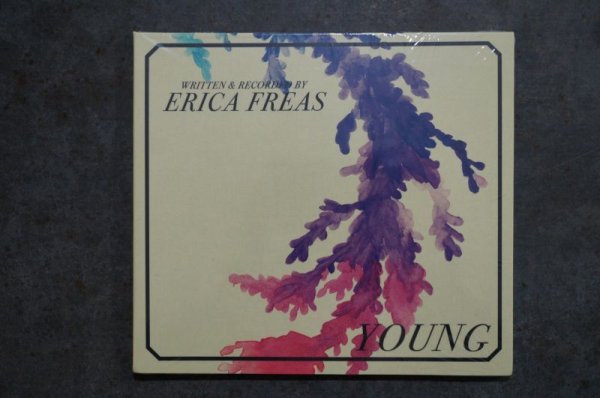 WRITTEN & RECORDED BY
ERICA FREAS
YOUNG